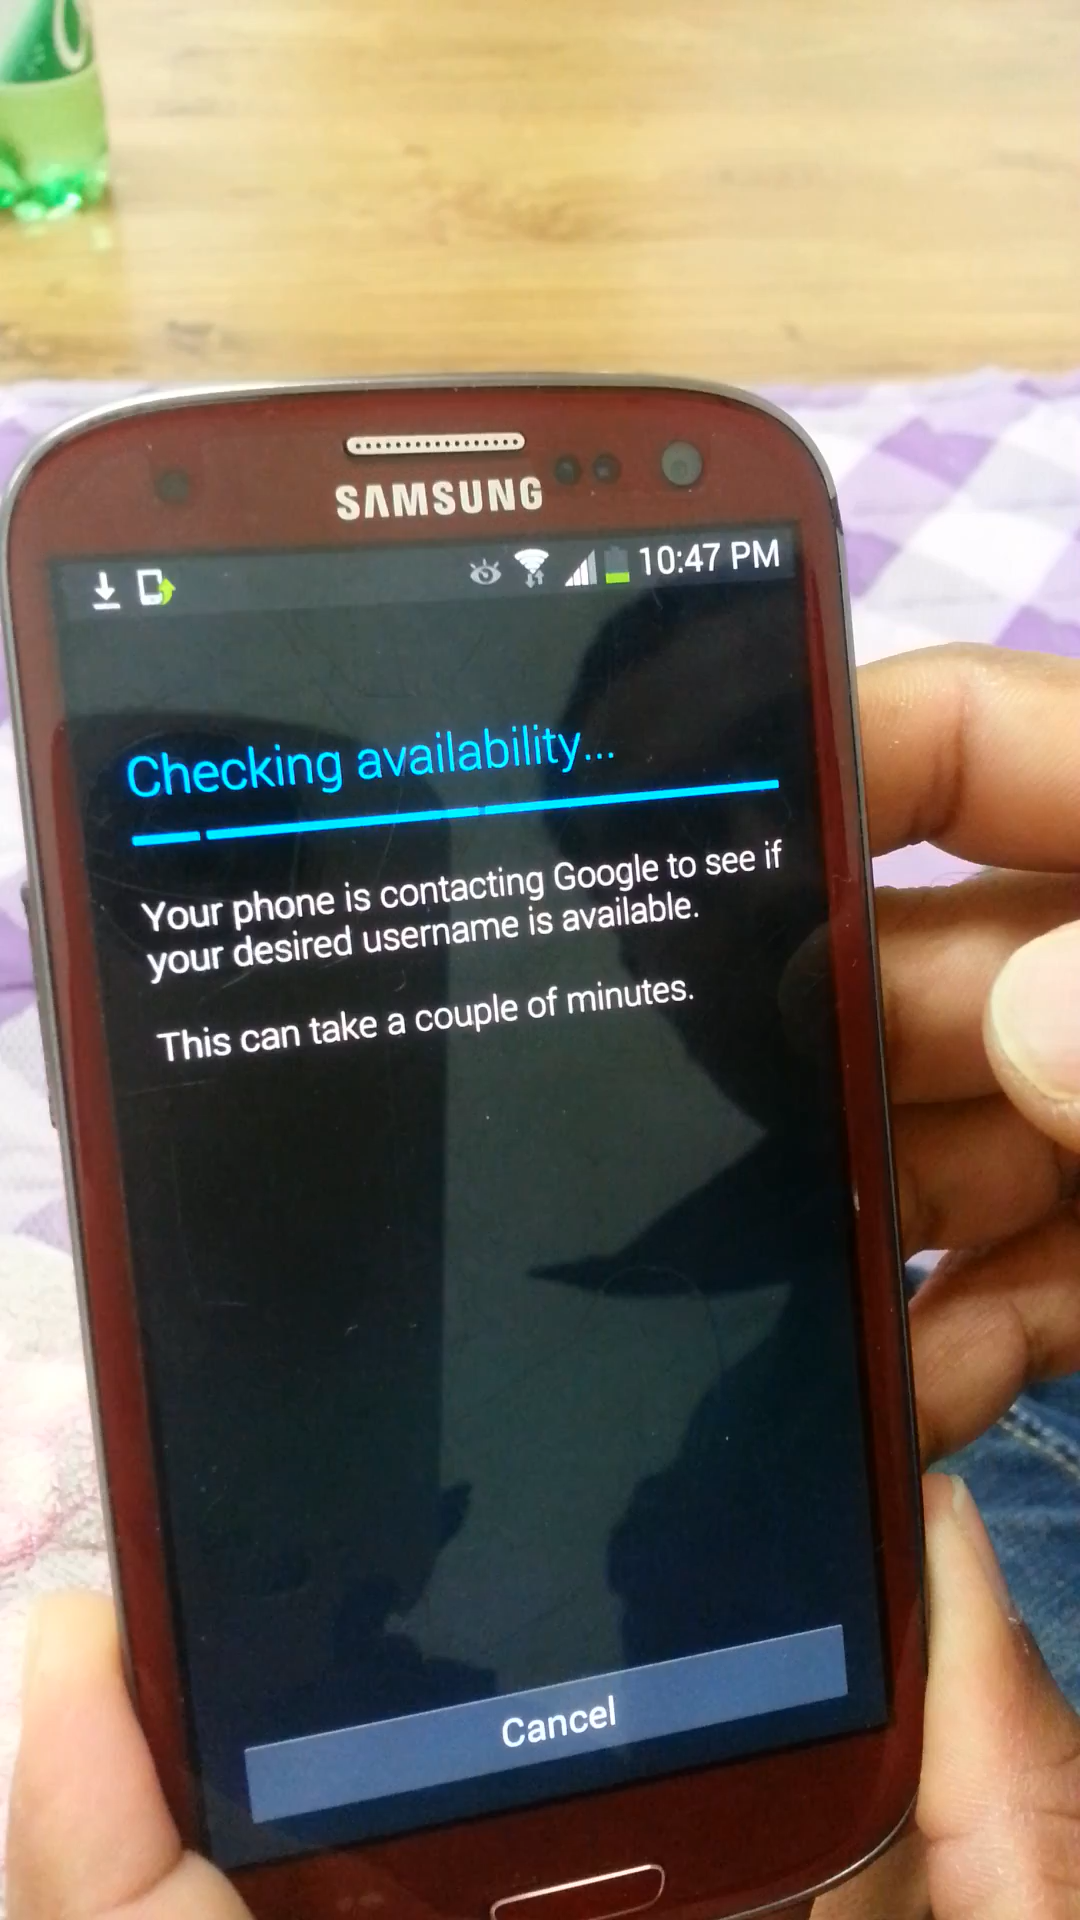 SAMSUNG
10:47 PM
Checking availability...
Your phone is contacting Google to see if
your desired username is available.
This can take a couple of minutes.
Cancel